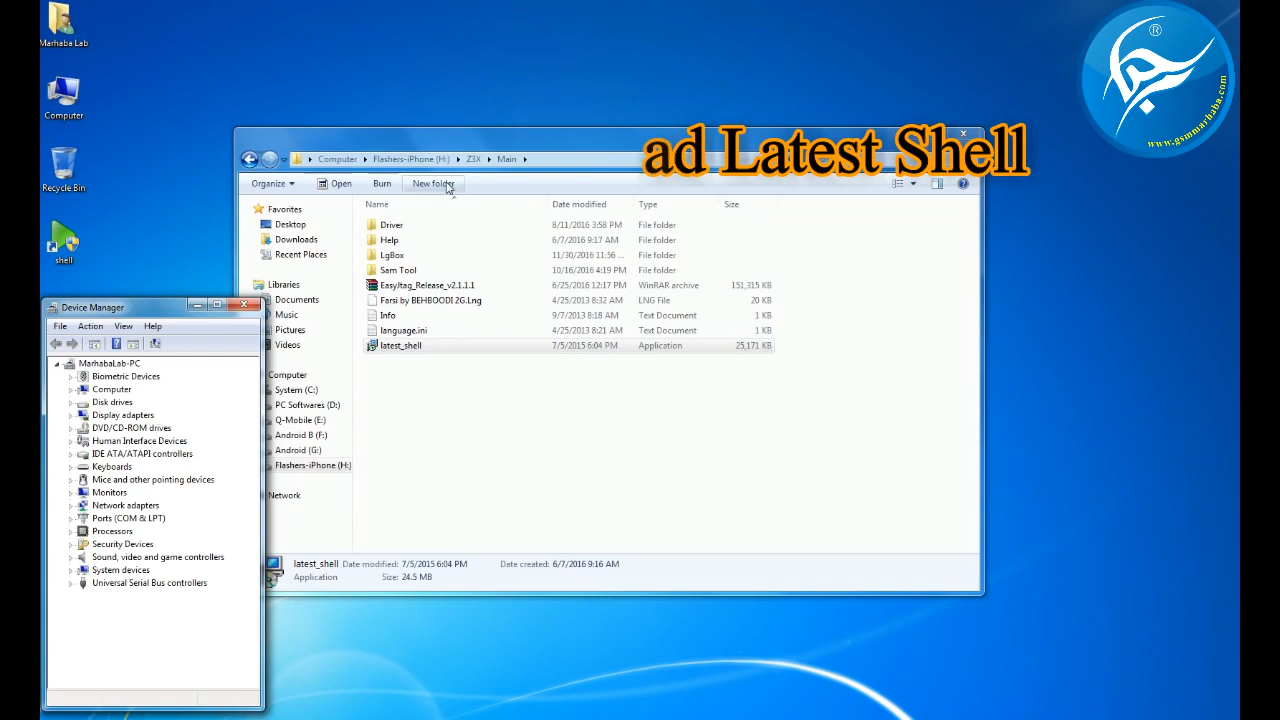 Marhaba Lab
Computer
Recycle Bin
shell
®
www.gsmmarhaba.com
ad Latest Shell
Computer Flashers-iPhone (H:) Z3X Main
Organize Open Burn New folder
Name Date modified Type Size
Favorites
Desktop
Downloads
Recent Places
Libraries
Documents
Music
Pictures
Videos
Computer
System (C:)
PC Softwares (D:)
Q-Mobile (E:)
Android B (F:)
Android (G:)
Flashers-iPhone (H:)
Network
Driver 8/11/2016 3:58 PM File folder
Help 6/7/2016 9:17 AM File folder
LgBox 11/30/2016 11:56 ... File folder
Sam Tool 10/16/2016 4:19 PM File folder
EasyJtag_Release_v2.1.1.1 6/25/2016 12:17 PM WinRAR archive 151,315 KB
Farsi by BEHBOODI 2G.Lng 4/25/2013 8:32 AM LNG File 20 KB
Info 9/7/2013 8:18 AM Text Document 1 KB
language.ini 4/25/2013 8:21 AM Text Document 1 KB
latest_shell 7/5/2015 6:04 PM Application 25,171 KB
latest_shell Date modified: 7/5/2015 6:04 PM Date created: 6/7/2016 9:16 AM
Application Size: 24.5 MB
Device Manager
File Action View Help
MarhabaLab-PC
Biometric Devices
Computer
Disk drives
Display adapters
DVD/CD-ROM drives
Human Interface Devices
IDE ATA/ATAPI controllers
Keyboards
Mice and other pointing devices
Monitors
Network adapters
Ports (COM & LPT)
Processors
Security Devices
Sound, video and game controllers
System devices
Universal Serial Bus controllers